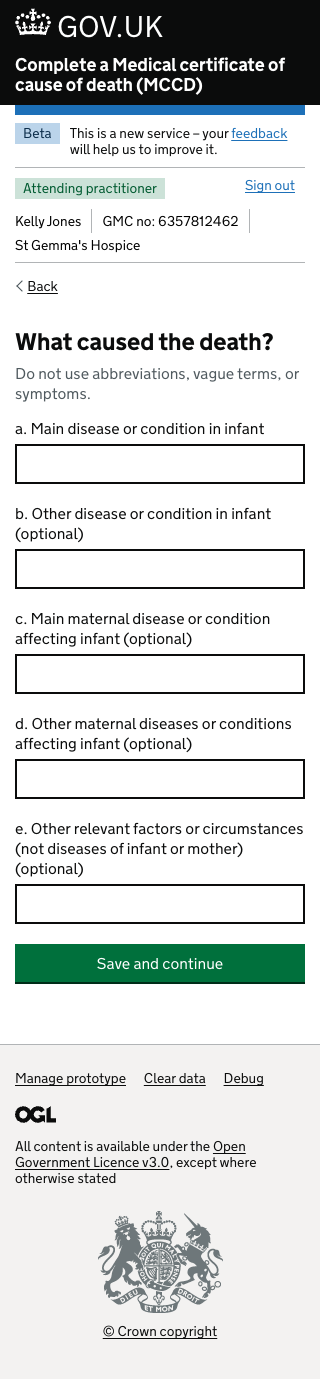 GOV.UK
Complete a Medical certificate of
cause of death (MCCD)
Beta
This is a new service – your feedback
will help us to improve it.
Attending practitioner
Sign out
Kelly Jones
GMC no: 6357812462
St Gemma's Hospice
Back
What caused the death?
Do not use abbreviations, vague terms, or
symptoms.
a. Main disease or condition in infant
b. Other disease or condition in infant
(optional)
c. Main maternal disease or condition
affecting infant (optional)
d. Other maternal diseases or conditions
affecting infant (optional)
e. Other relevant factors or circumstances
(not diseases of infant or mother)
(optional)
Save and continue
Manage prototype Clear data Debug
OGL
All content is available under the Open
Government Licence v3.0, except where
otherwise stated
DIEU ET MON DROIT
© Crown copyright